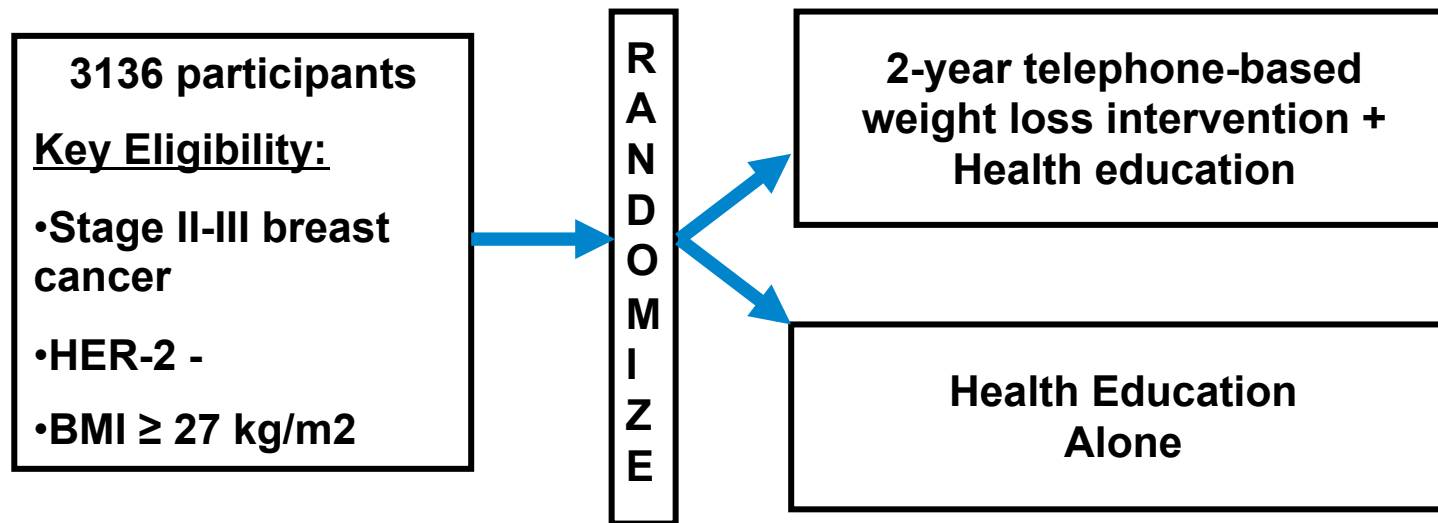 3136 participants
Key Eligibility:
•Stage II-III breast
cancer
•HER-2 -
•BMI ≥ 27 kg/m2
R
A
N
D
O
M
I
Z
E
2-year telephone-based
weight loss intervention +
Health education
Health Education
Alone